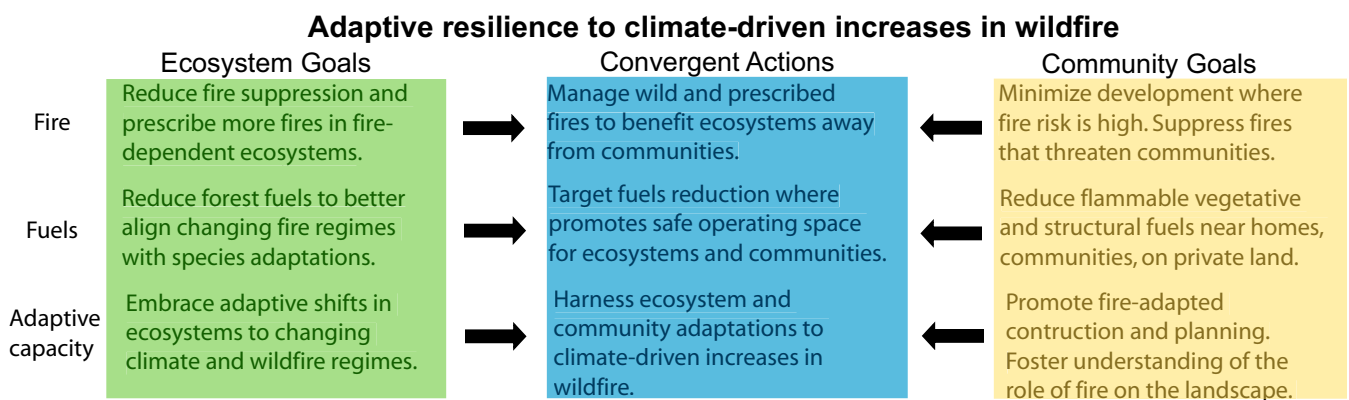 Adaptive resilience to climate-driven increases in wildfire
Ecosystem Goals
Convergent Actions
Community Goals
Fire
Reduce fire suppression and
prescribe more fires in fire-
dependent ecosystems.
Manage wild and prescribed
fires to benefit ecosystems away
from communities.
Minimize development where
fire risk is high. Suppress fires
that threaten communities.
Fuels
Reduce forest fuels to better
align changing fire regimes
with species adaptations.
Target fuels reduction where
promotes safe operating space
for ecosystems and communities.
Reduce flammable vegetative
and structural fuels near homes,
communities, on private land.
Adaptive
capacity
Embrace adaptive shifts in
ecosystems to changing
climate and wildfire regimes.
Harness ecosystem and
community adaptations to
climate-driven increases in
wildfire.
Promote fire-adapted
contruction and planning.
Foster understanding of the
role of fire on the landscape.